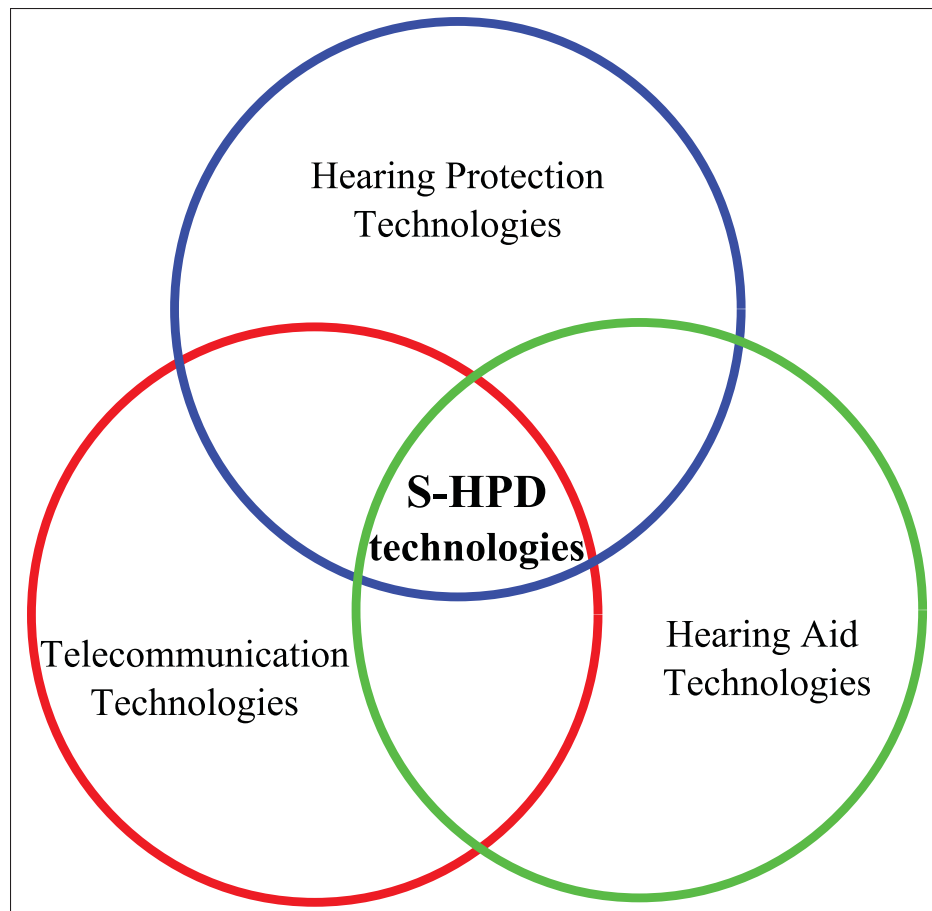 Hearing Protection
Technologies
S-HPD
technologies
Telecommunication
Technologies
Hearing Aid
Technologies